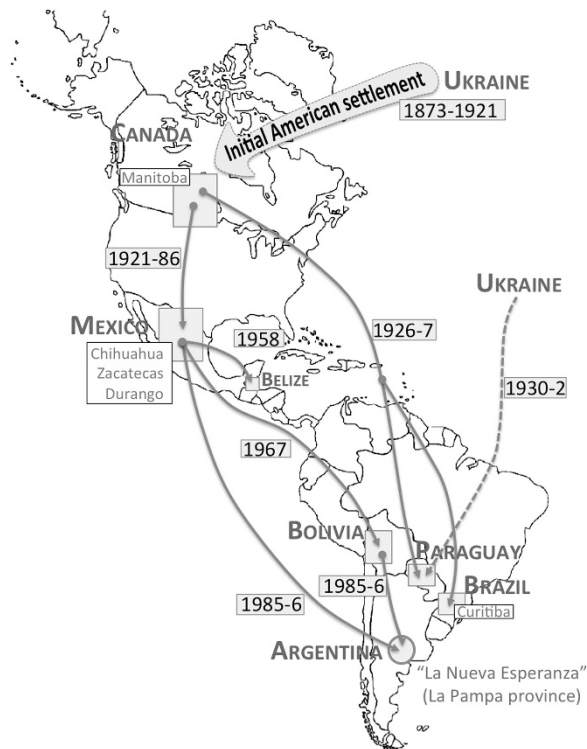 UKRAINE
1873-1921
Initial American settlement
CANADA
Manitoba
1921-86
UKRAINE
MEXICO
1958
1926-7
Chihuahua
Zacatecas
Durango
BELIZE
1930-2
1967
BOLIVIA
PARAGUAY
1985-6
BRAZIL
1985-6
Curitiba
ARGENTINA
“La Nueva Esperanza”
(La Pampa province)